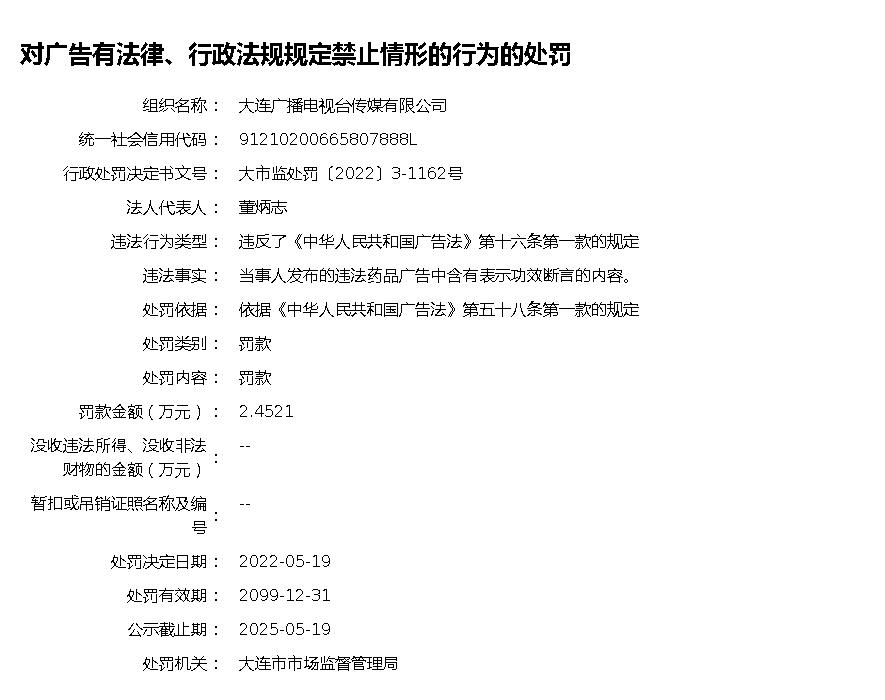 对广告有法律、行政法规规定禁止情形的行为的处罚
组织名称： 大连广播电视台传媒有限公司
统一社会信用代码： 91210200665807888L
行政处罚决定书文号： 大市监处罚〔2022〕3-1162号
法人代表人： 董炳志
违法行为类型： 违反了《中华人民共和国广告法》第十六条第一款的规定
违法事实： 当事人发布的违法药品广告中含有表示功效断言的内容。
处罚依据： 依据《中华人民共和国广告法》第五十八条第一款的规定
处罚类别： 罚款
处罚内容： 罚款
罚款金额（万元）： 2.4521
没收违法所得、没收非法
财物的金额（万元）： --
暂扣或吊销证照名称及编
号： --
处罚决定日期： 2022-05-19
处罚有效期： 2099-12-31
公示截止期： 2025-05-19
处罚机关： 大连市市场监督管理局